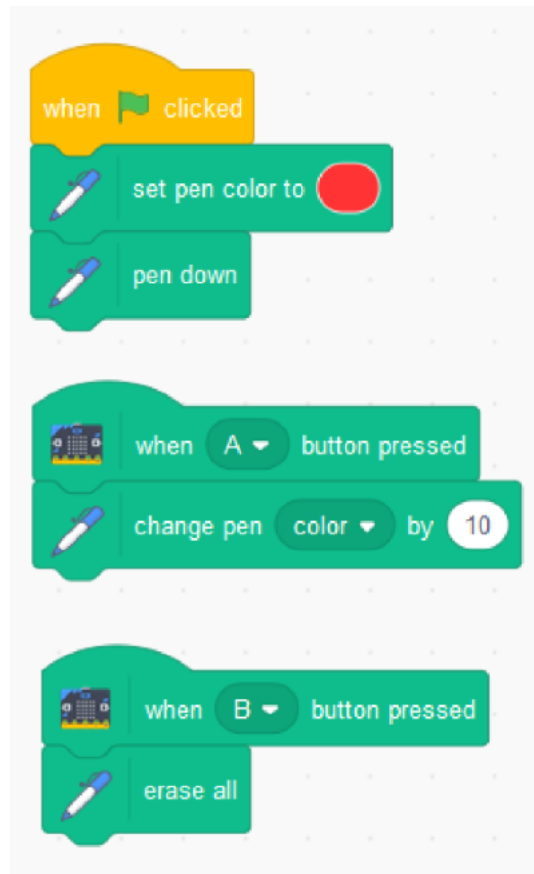 when clicked
set pen color to
pen down
when A button pressed
change pen color by 10
when B button pressed
erase all